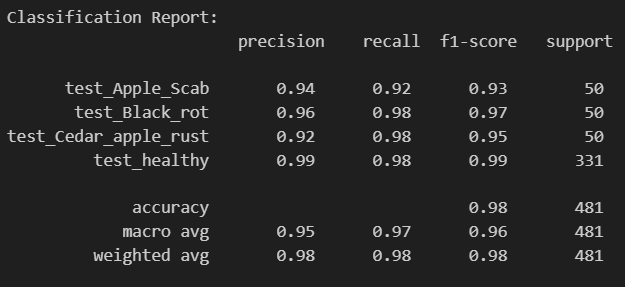 Classification Report:
precision recall f1-score support
test_Apple_Scab 0.94 0.92 0.93 50
test_Black_rot 0.96 0.98 0.97 50
test_Cedar_apple_rust 0.92 0.98 0.95 50
test_healthy 0.99 0.98 0.99 331
accuracy 0.98 481
macro avg 0.95 0.97 0.96 481
weighted avg 0.98 0.98 0.98 481